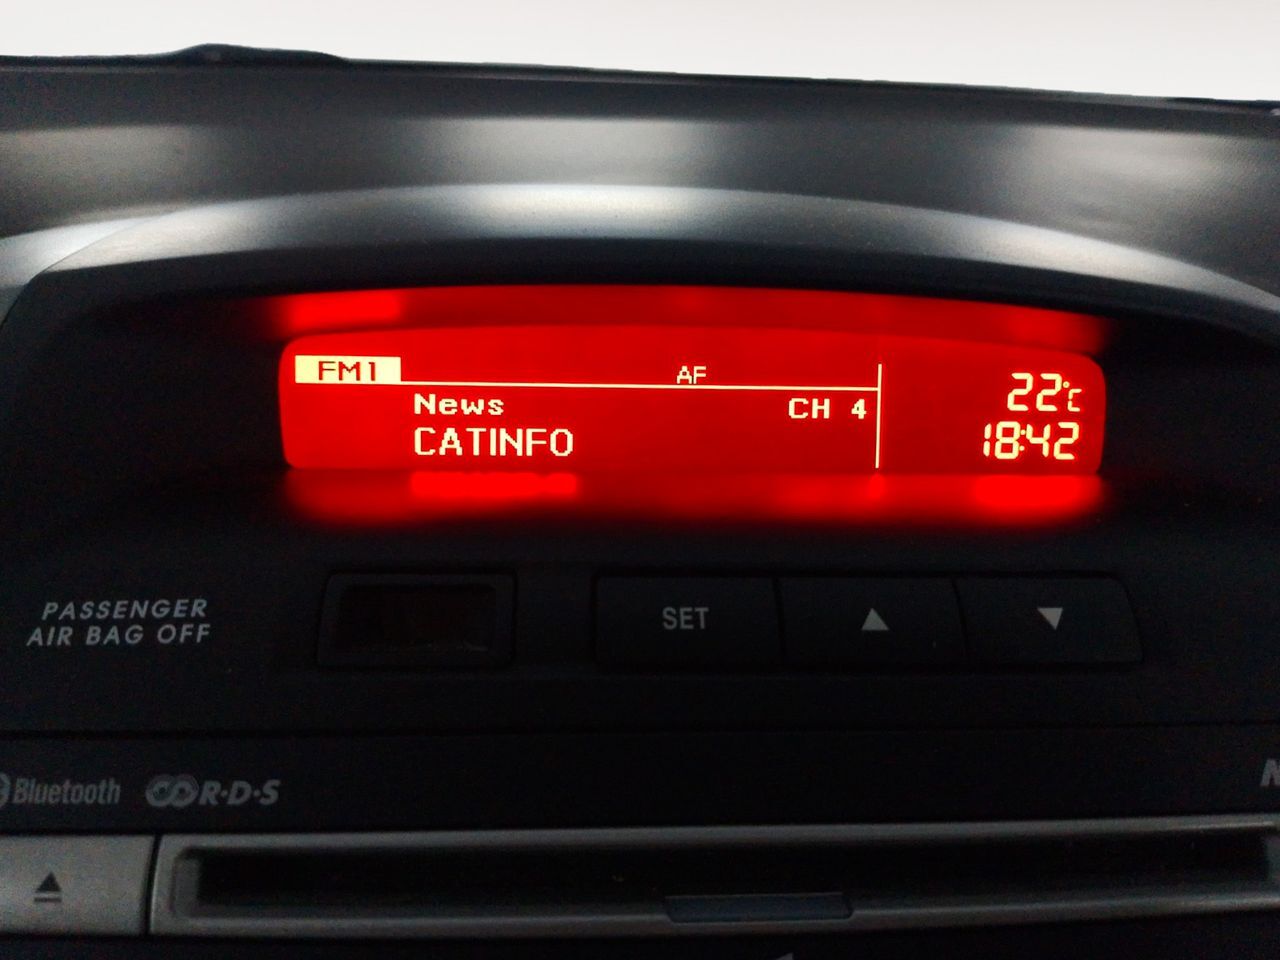 FM1 AF
News CH 4 22°C
CATINFO 18:42
PASSENGER
AIR BAG OFF
SET
Bluetooth R·D·S